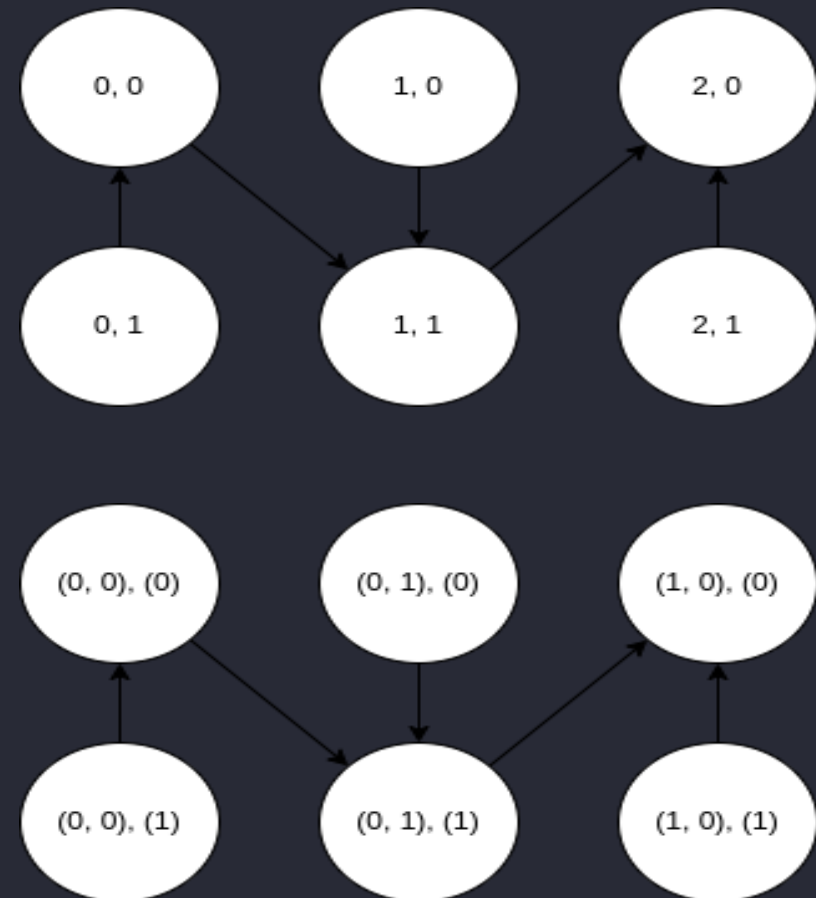 0, 0
1, 0
2, 0
0, 1
1, 1
2, 1
(0, 0), (0)
(0, 1), (0)
(1, 0), (0)
(0, 0), (1)
(0, 1), (1)
(1, 0), (1)